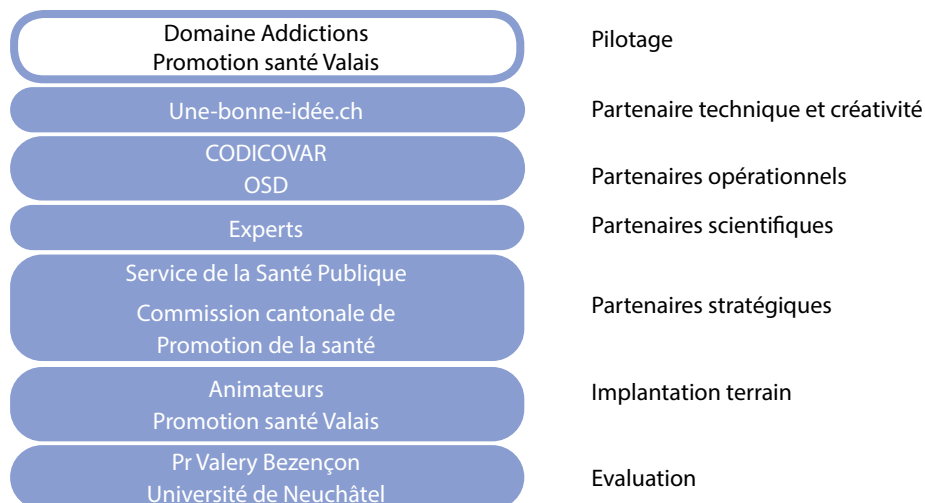 Domaine Addictions
Promotion santé Valais
Pilotage
Une-bonne-idée.ch
Partenaire technique et créativité
CODICOVAR
OSD
Partenaires opérationnels
Experts
Partenaires scientifiques
Service de la Santé Publique
Commission cantonale de
Promotion de la santé
Partenaires stratégiques
Animateurs
Promotion santé Valais
Implantation terrain
Pr Valery Bezençon
Université de Neuchâtel
Evaluation